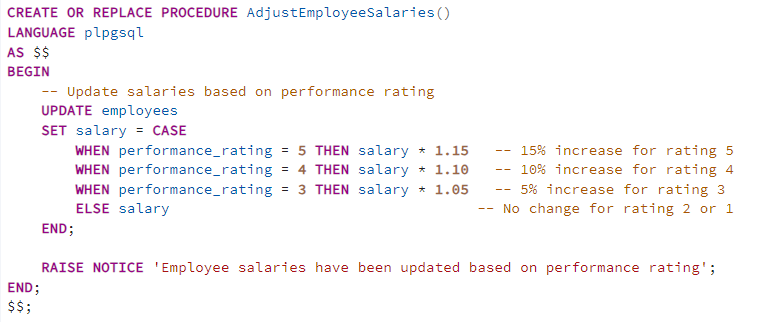 CREATE OR REPLACE PROCEDURE AdjustEmployeeSalaries()
LANGUAGE plpgsql
AS $$
BEGIN
    -- Update salaries based on performance rating
    UPDATE employees
    SET salary = CASE
        WHEN performance_rating = 5 THEN salary * 1.15   -- 15% increase for rating 5
        WHEN performance_rating = 4 THEN salary * 1.10   -- 10% increase for rating 4
        WHEN performance_rating = 3 THEN salary * 1.05   -- 5% increase for rating 3
        ELSE salary                                      -- No change for rating 2 or 1
    END;

    RAISE NOTICE 'Employee salaries have been updated based on performance rating';
END;
$$;